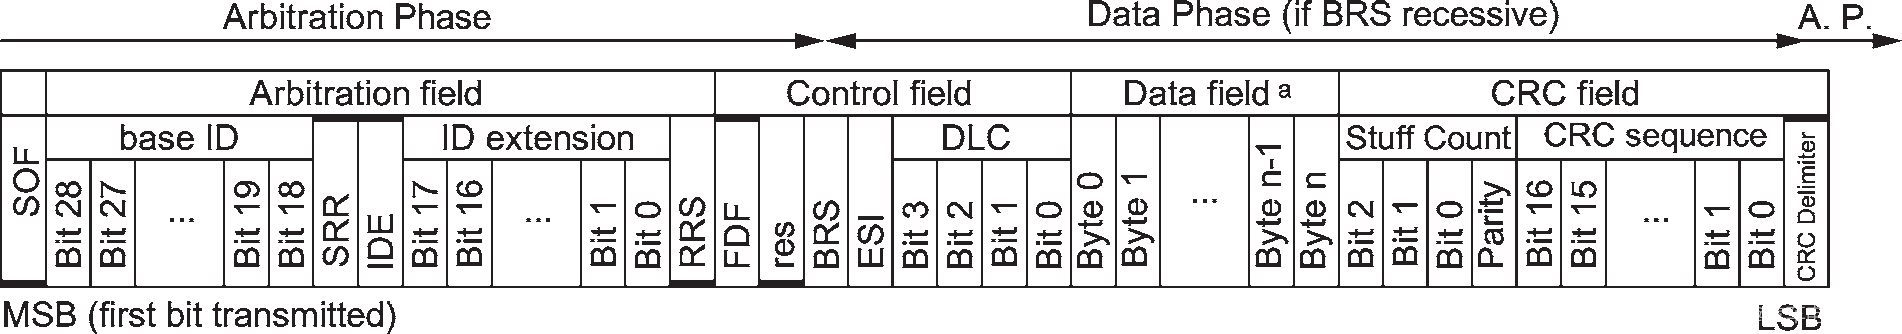 Arbitration Phase Data Phase (if BRS recessive) A. P.
Arbitration field Control field Data field a CRC field
SOF base ID SRR IDE ID extension RRS FDF res BRS ESI DLC Stuff Count CRC sequence CRC Delimiter
Bit 28 Bit 27 ... Bit 19 Bit 18 Bit 17 Bit 16 ... Bit 1 Bit 0 Bit 3 Bit 2 Bit 1 Bit 0 Byte 0 Byte 1 ... Byte n-1 Byte n Bit 2 Bit 1 Bit 0 Parity Bit 16 Bit 15 ... Bit 1 Bit 0
MSB (first bit transmitted) LSB